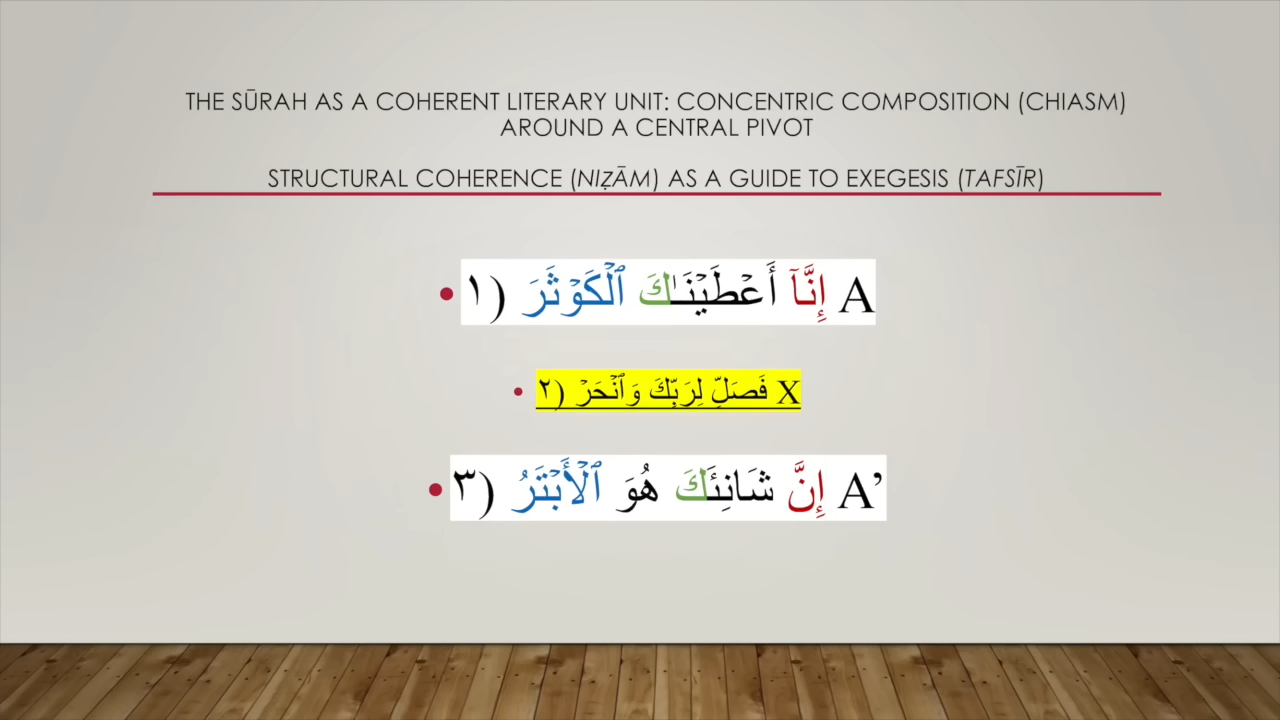 THE SŪRAH AS A COHERENT LITERARY UNIT: CONCENTRIC COMPOSITION (CHIASM)
AROUND A CENTRAL PIVOT
STRUCTURAL COHERENCE (NIẒĀM) AS A GUIDE TO EXEGESIS (TAFSĪR)
• A إِنَّآ أَعْطَيْنَـٰكَ ٱلْكَوْثَرَ (١
• X فَصَلِّ لِرَبِّكَ وَٱنْحَرْ (٢
• A’ إِنَّ شَانِئَكَ هُوَ ٱلْأَبْتَرُ (٣